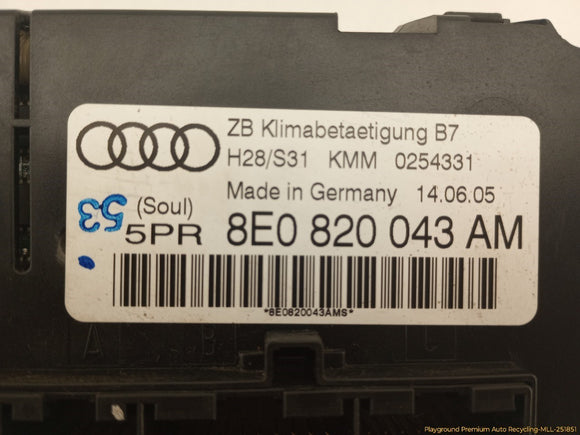 ZB Klimabetaetigung B7
H28/S31 KMM 0254331
Made in Germany 14.06.05
53 (Soul)
5PR 8E0 820 043 AM
*8E0820043AMS*
A B C
Playground Premium Auto Recycling-MLL-251851